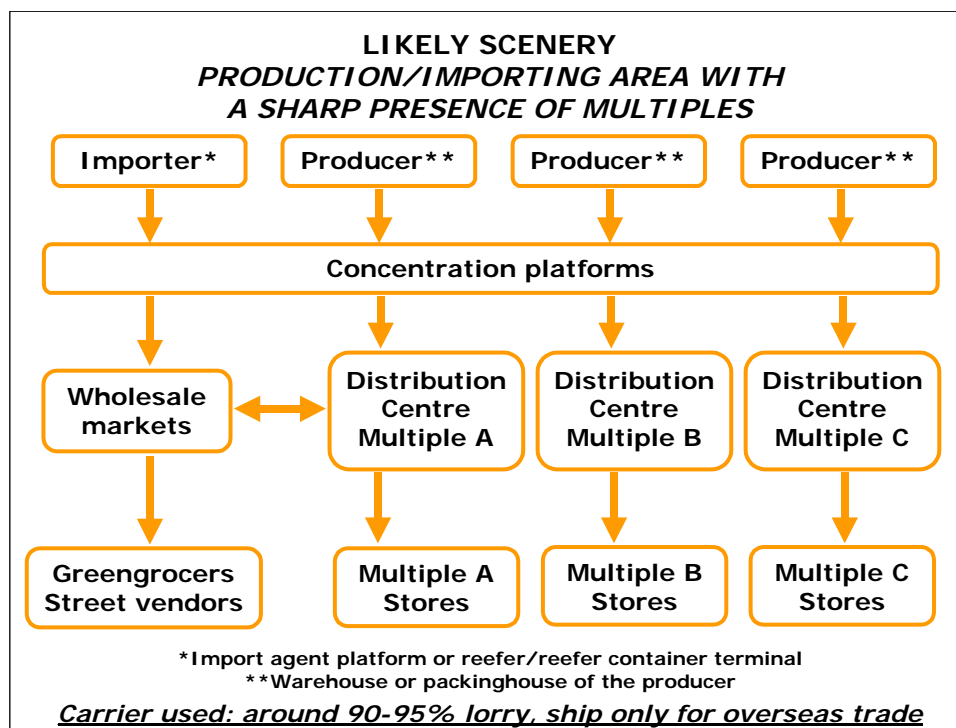 LIKELY SCENERY
PRODUCTION/IMPORTING AREA WITH
A SHARP PRESENCE OF MULTIPLES
Importer*
Producer**
Producer**
Producer**
Concentration platforms
Wholesale
markets
Distribution
Centre
Multiple A
Distribution
Centre
Multiple B
Distribution
Centre
Multiple C
Greengrocers
Street vendors
Multiple A
Stores
Multiple B
Stores
Multiple C
Stores
*Import agent platform or reefer/reefer container terminal
**Warehouse or packinghouse of the producer
Carrier used: around 90-95% lorry, ship only for overseas trade